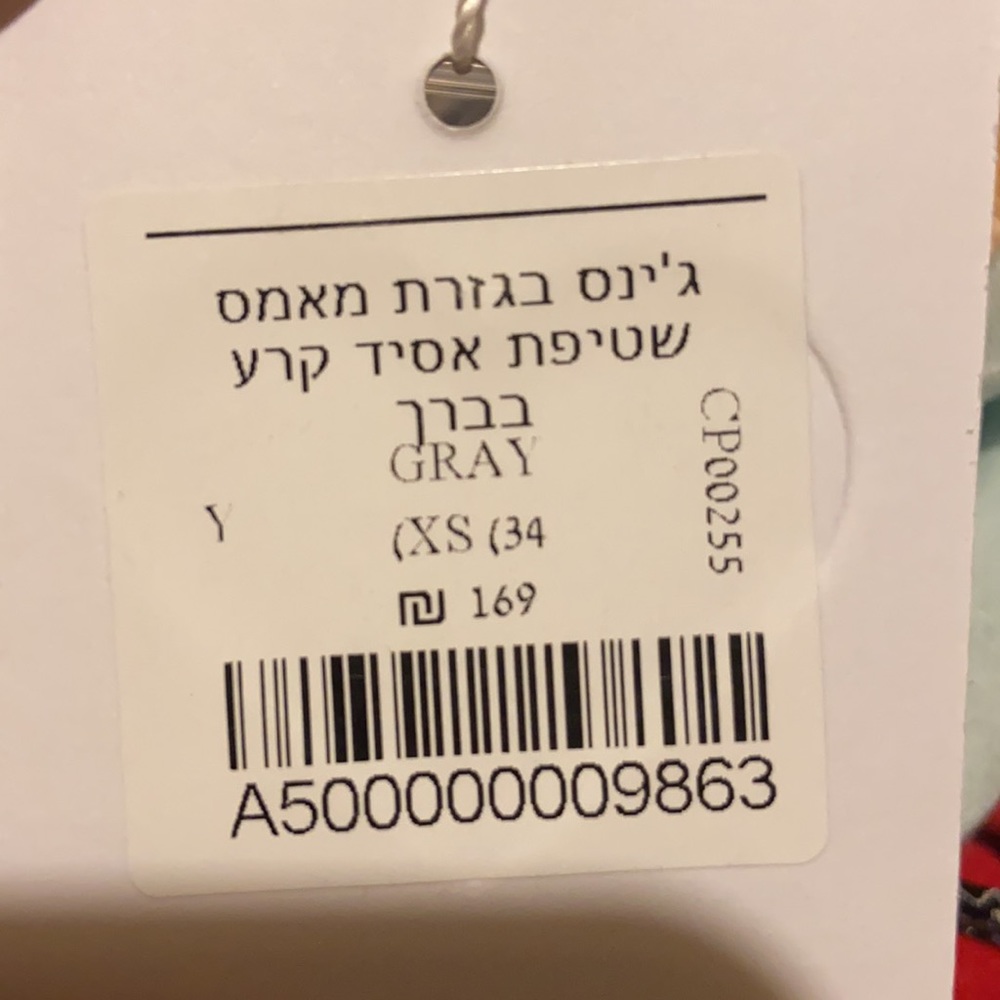 ג'ינס בגזרת מאמס
שטיפת אסיד קרע
בברך
GRAY
CP00255
Y
(XS (34
169 ₪
A500000009863